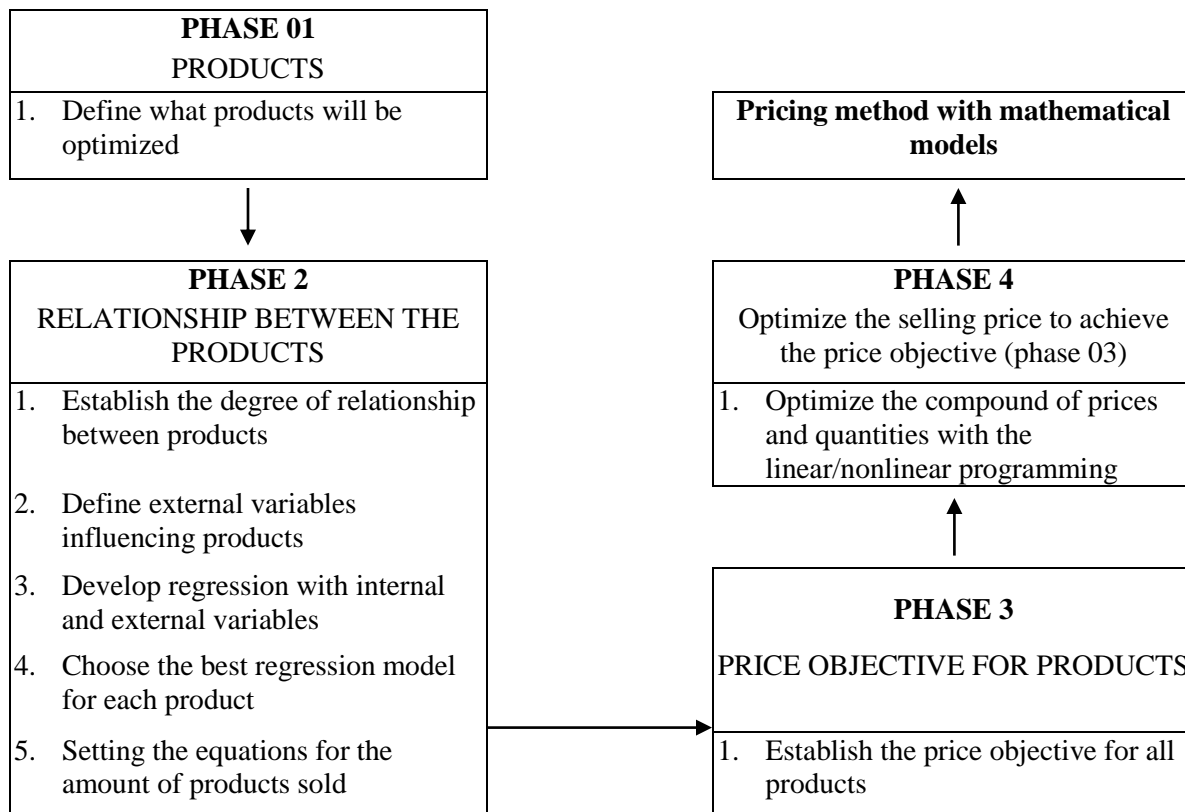 PHASE 01
PRODUCTS
1. Define what products will be
optimized
PHASE 2
RELATIONSHIP BETWEEN THE
PRODUCTS
1. Establish the degree of relationship
between products
2. Define external variables
influencing products
3. Develop regression with internal
and external variables
4. Choose the best regression model
for each product
5. Setting the equations for the
amount of products sold
PHASE 3
PRICE OBJECTIVE FOR PRODUCTS
1. Establish the price objective for all
products
PHASE 4
Optimize the selling price to achieve
the price objective (phase 03)
1. Optimize the compound of prices
and quantities with the
linear/nonlinear programming
Pricing method with mathematical
models